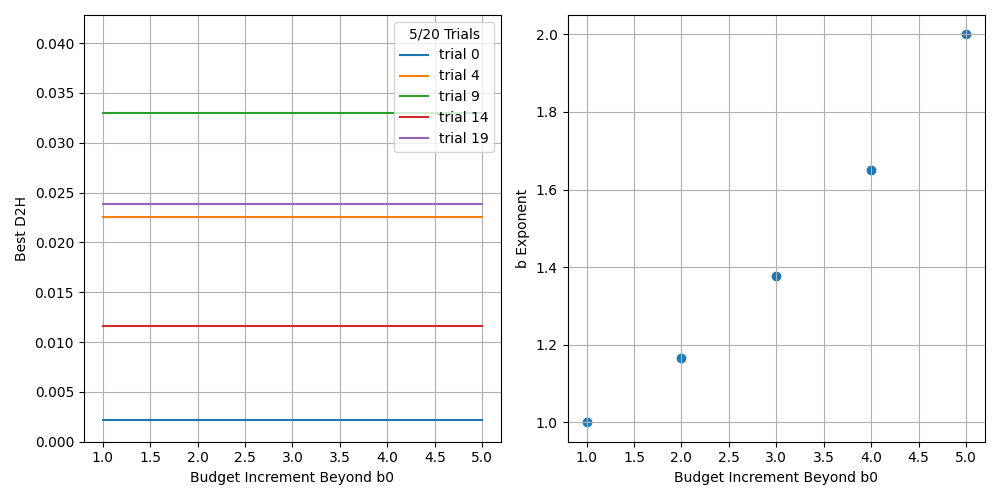 0.040
0.035
0.030
0.025
0.020
0.015
0.010
0.005
0.000
Best D2H
1.0 1.5 2.0 2.5 3.0 3.5 4.0 4.5 5.0
Budget Increment Beyond b0
5/20 Trials
trial 0
trial 4
trial 9
trial 14
trial 19
2.0
1.8
1.6
1.4
1.2
1.0
b Exponent
1.0 1.5 2.0 2.5 3.0 3.5 4.0 4.5 5.0
Budget Increment Beyond b0